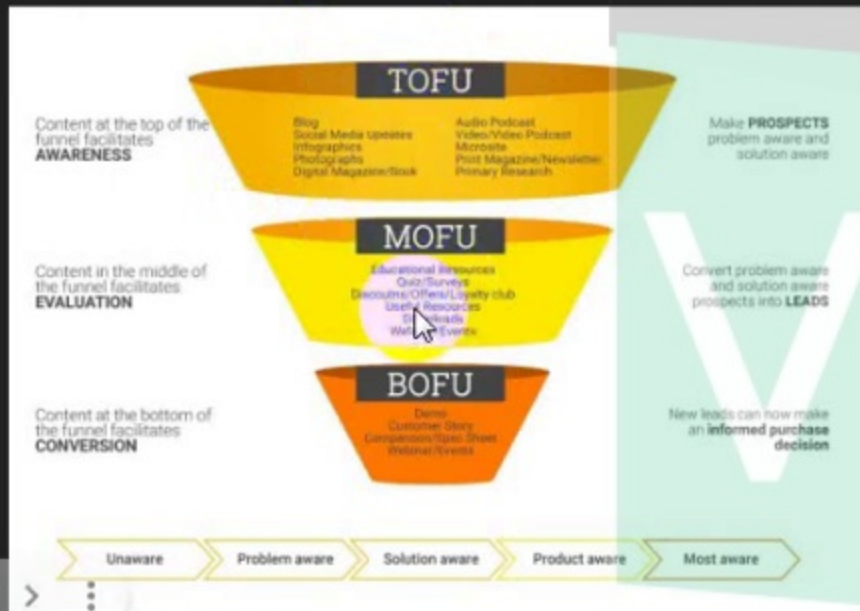 TOFU
Content at the top of the
funnel facilitates
AWARENESS
Blog
Social Media Updates
Infographics
Photographs
Digital Magazine/Book
Audio Podcast
Video/Video Podcast
Microsite
Print Magazine/Newsletter
Primary Research
Make PROSPECTS
problem aware and
solution aware
MOFU
Content in the middle of
the funnel facilitates
EVALUATION
Educational Resources
Quiz/Surveys
Discounts/Offers/Loyalty club
Useful Resources
Convert problem aware
and solution aware
prospects into LEADS
BOFU
Content at the bottom of
the funnel facilitates
CONVERSION
Demo
Customer Story
Comparison/Spec Sheet
Webinar/Events
New leads can now make
an informed purchase
decision
Unaware
Problem aware
Solution aware
Product aware
Most aware
V